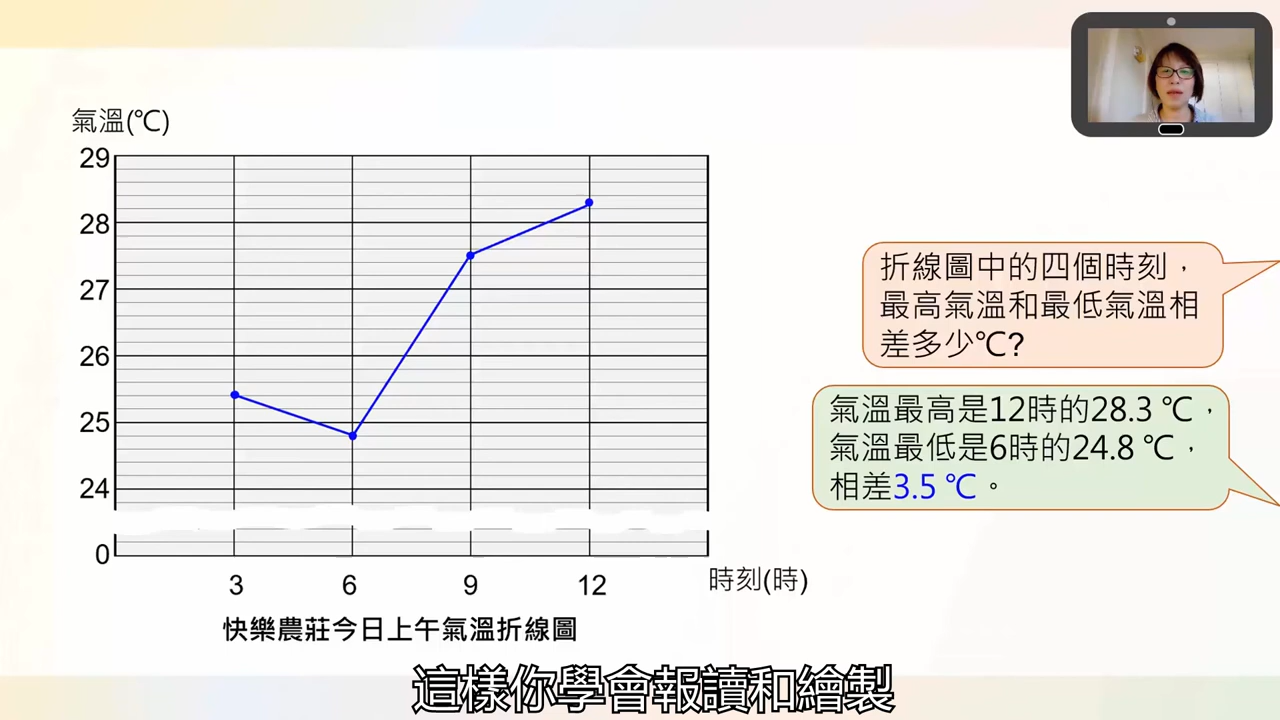 氣溫(℃)
29
28
27
26
25
24
0
3 6 9 12
時刻(時)
快樂農莊今日上午氣溫折線圖
折線圖中的四個時刻，
最高氣溫和最低氣溫相
差多少℃?
氣溫最高是12時的28.3 ℃，
氣溫最低是6時的24.8 ℃，
相差3.5 ℃。
這樣你學會報讀和繪製